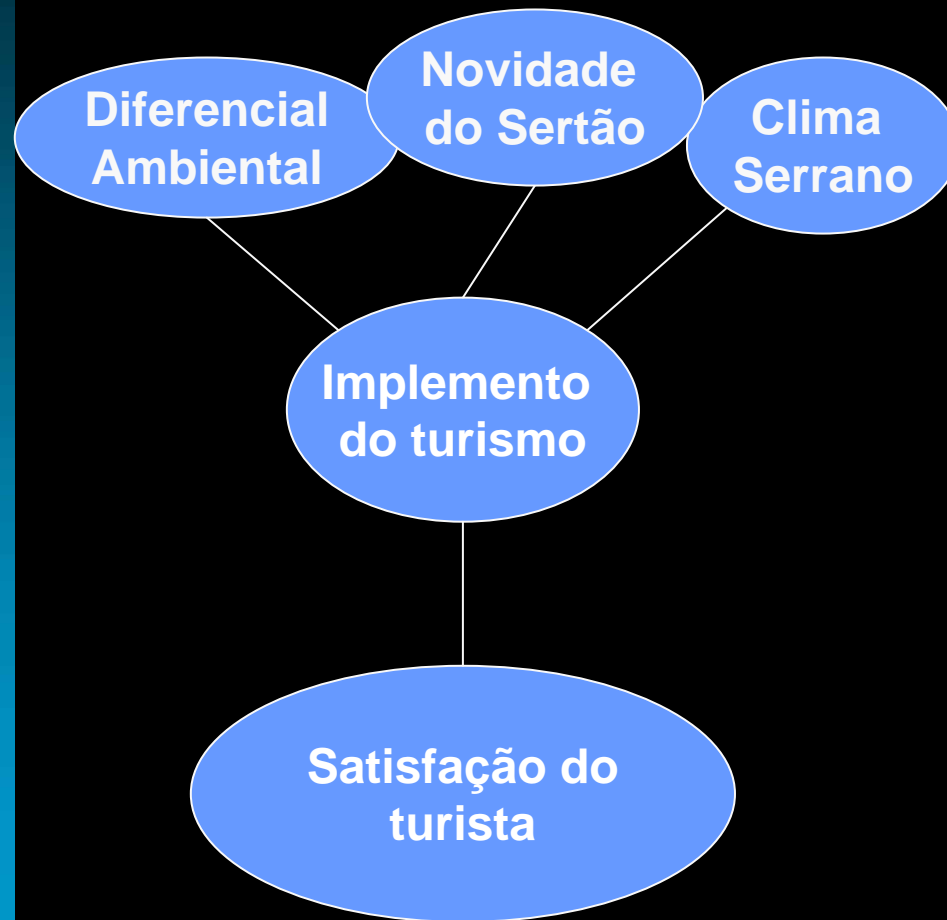 Diferencial
Ambiental
Novidade
do Sertão
Clima
Serrano
Implemento
do turismo
Satisfação do
turista